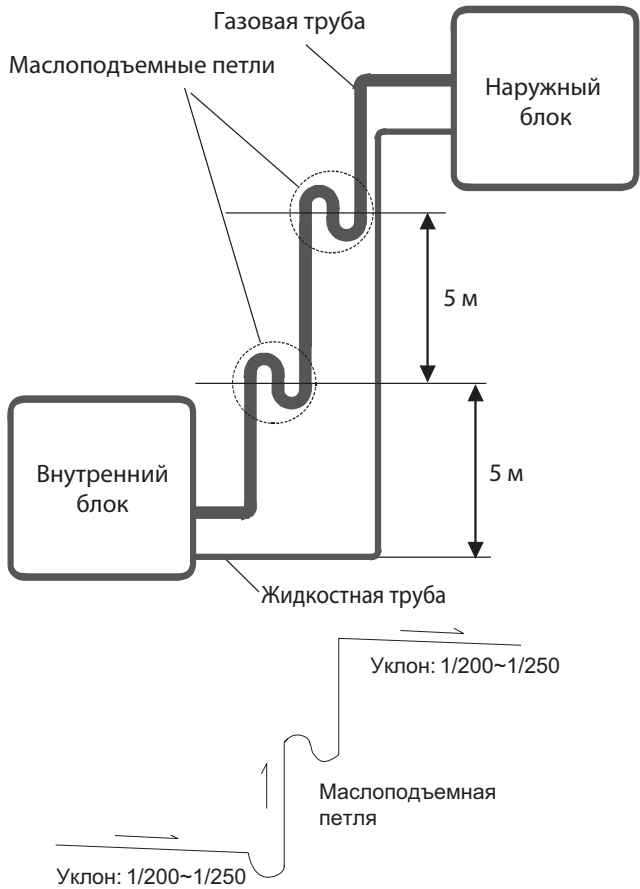 Газовая труба
Маслоподъемные петли
Наружный
блок
5 м
Внутренний
блок
5 м
Жидкостная труба
Уклон: 1/200~1/250
Маслоподъемная
петля
Уклон: 1/200~1/250